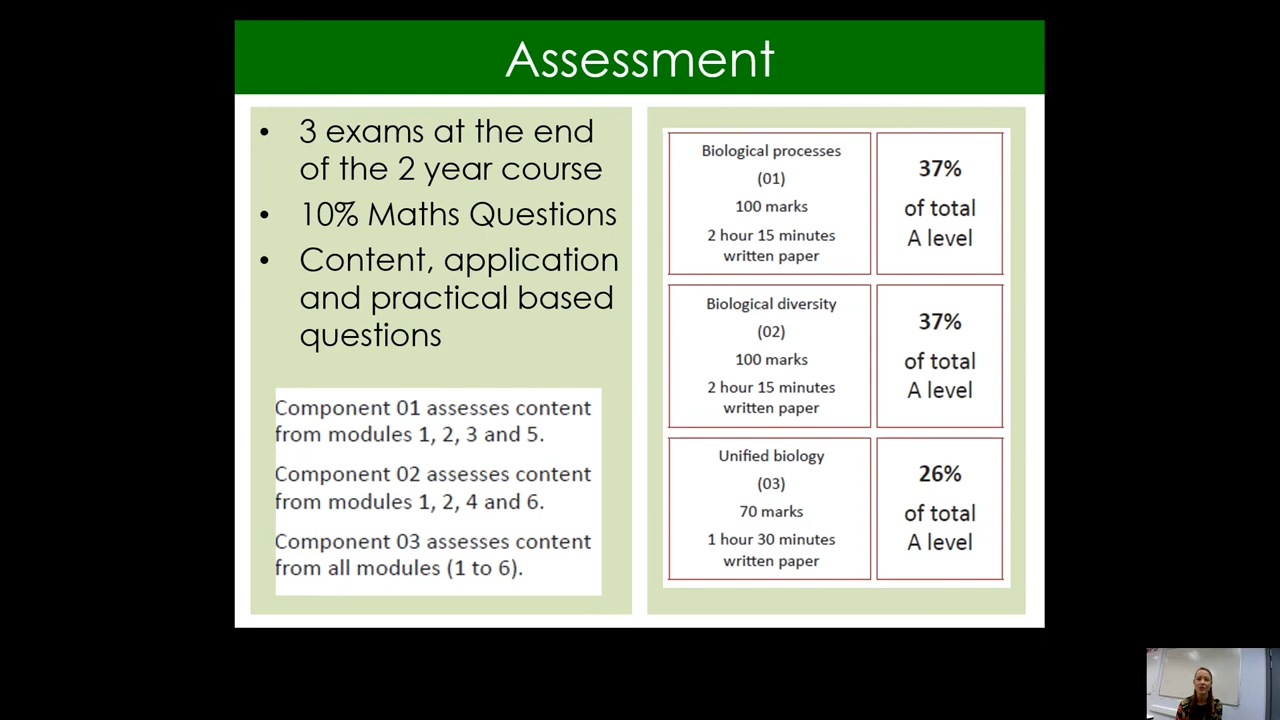 Assessment
• 3 exams at the end
of the 2 year course
• 10% Maths Questions
• Content, application
and practical based
questions
Component 01 assesses content
from modules 1, 2, 3 and 5.
Component 02 assesses content
from modules 1, 2, 4 and 6.
Component 03 assesses content
from all modules (1 to 6).
Biological processes
(01)
100 marks
2 hour 15 minutes
written paper
37%
of total
A level
Biological diversity
(02)
100 marks
2 hour 15 minutes
written paper
37%
of total
A level
Unified biology
(03)
70 marks
1 hour 30 minutes
written paper
26%
of total
A level